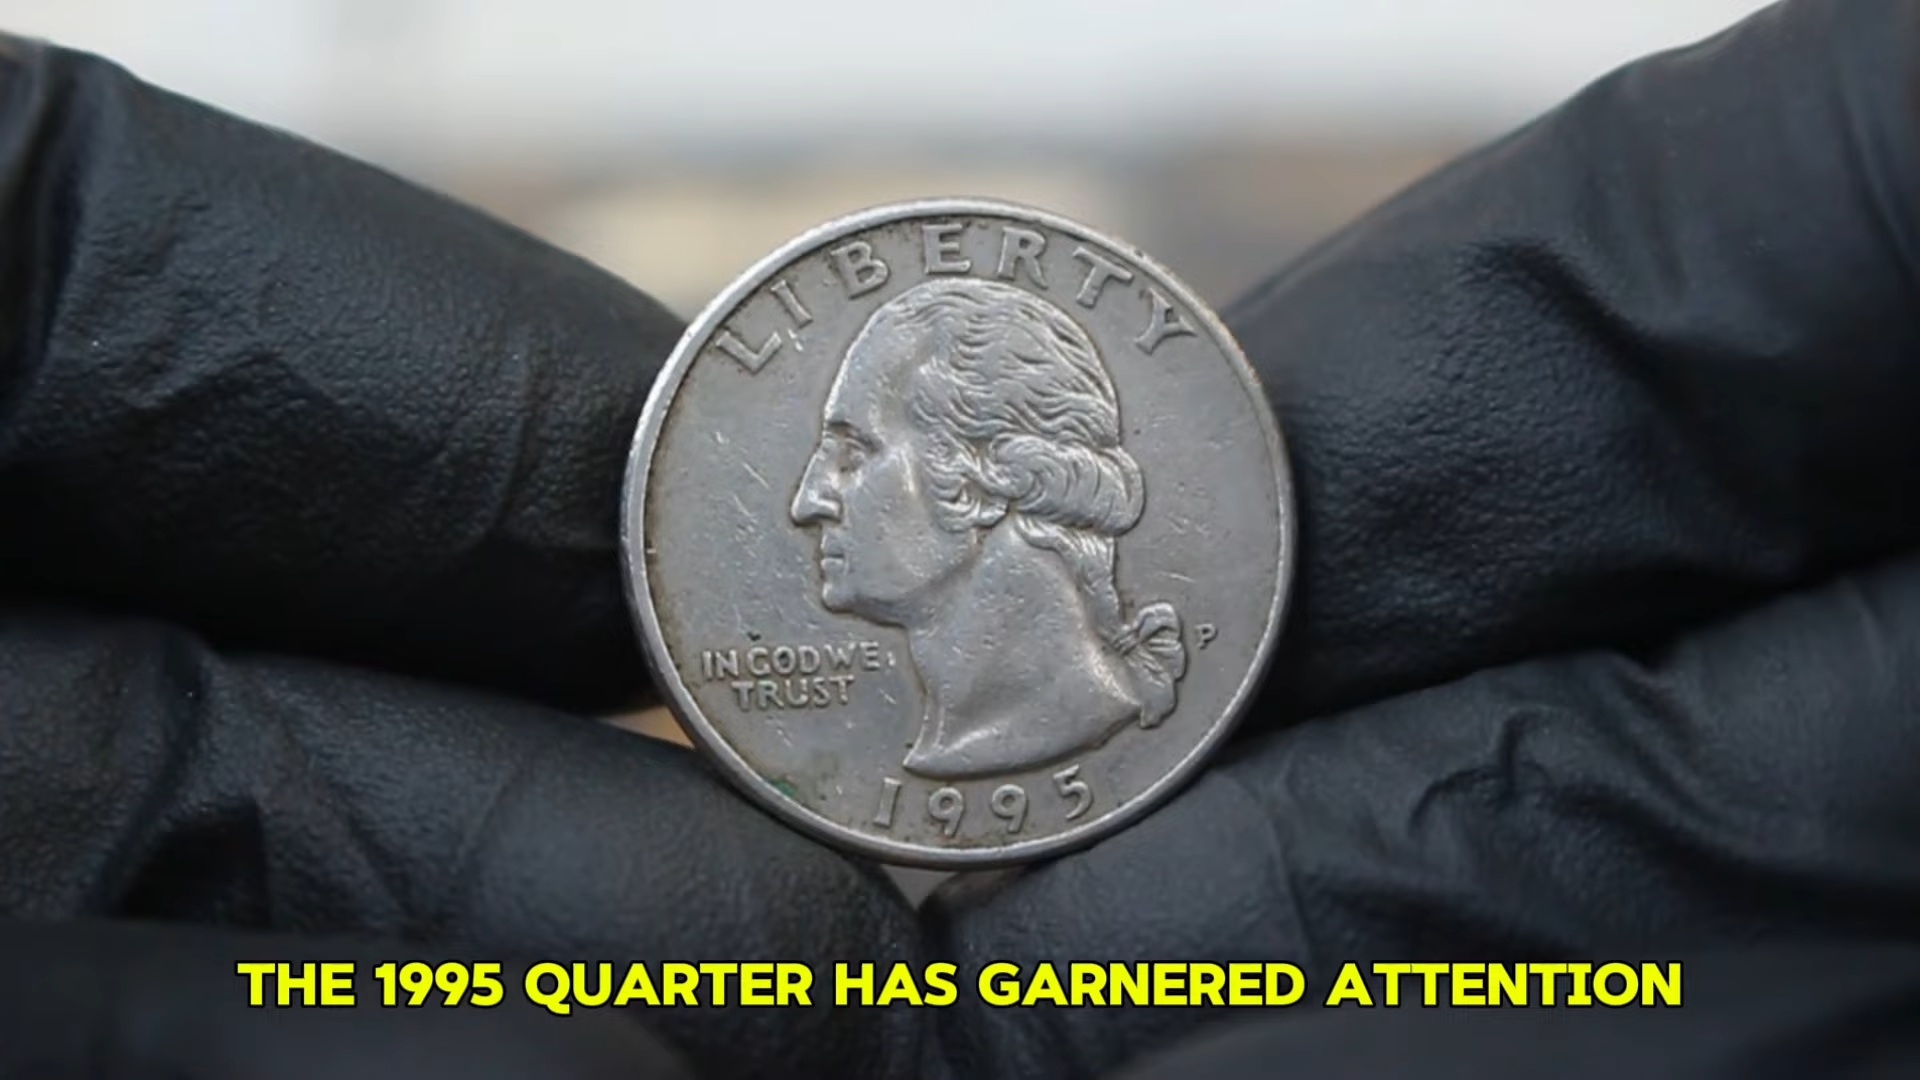 LIBERTY
P
IN GOD WE
TRUST
1995
THE 1995 QUARTER HAS GARNERED ATTENTION